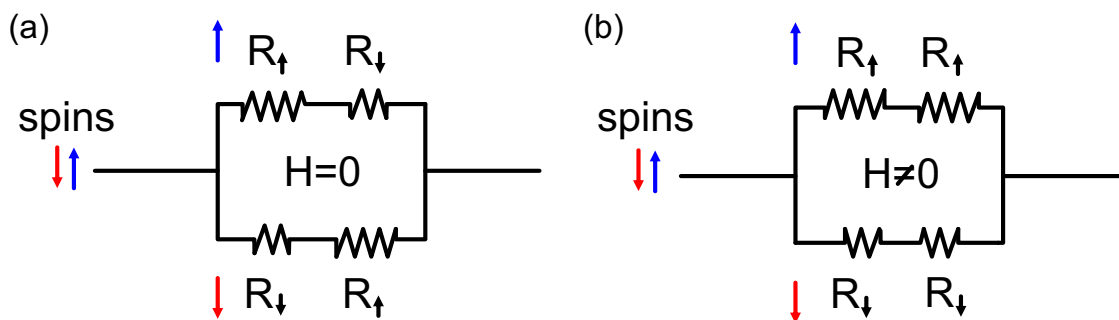 (a)
R↑ R↓
spins
H=0
R↓ R↑
(b)
R↑ R↑
spins
H≠0
R↓ R↓